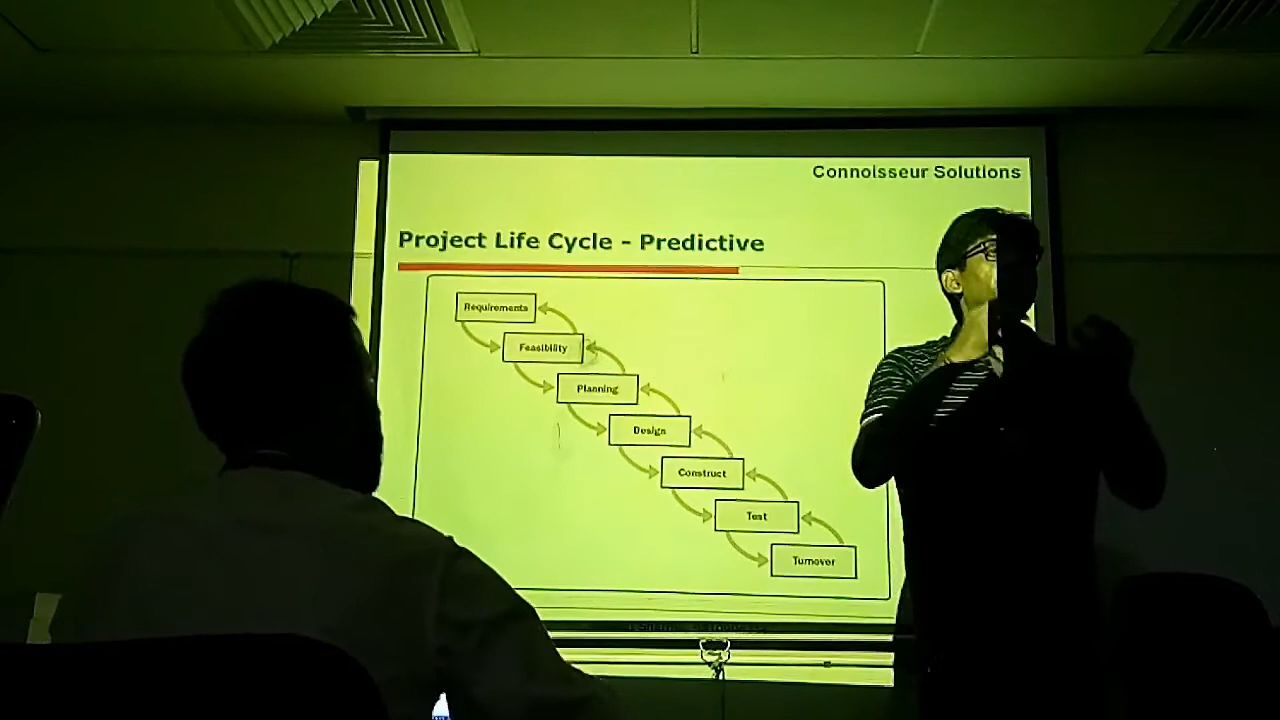 Connoisseur Solutions
Project Life Cycle - Predictive
Requirements
Feasibility
Planning
Design
Construct
Test
Turnover